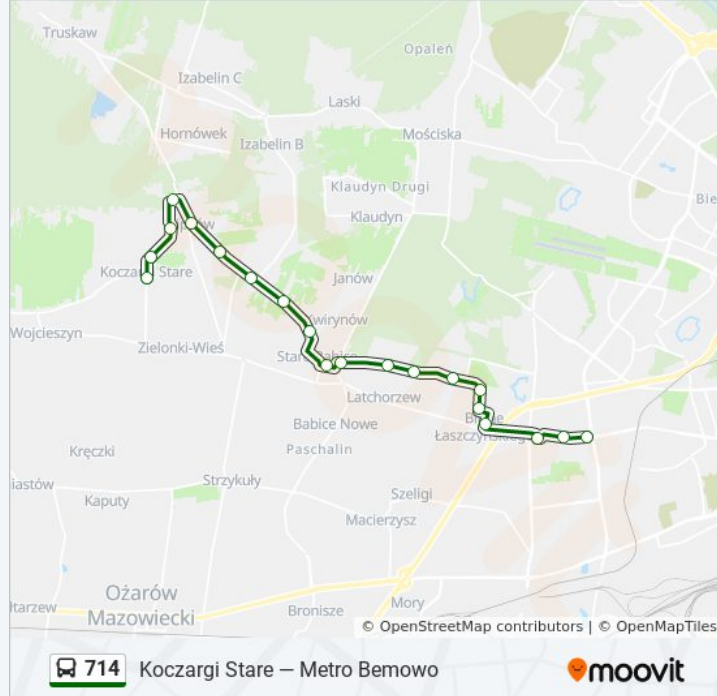 Truskaw
Opaleń
Izabelin C
Laski
Hornówek
Mościska
Izabelin B
Klaudyn Drugi
Klaudyn
Koczargi Stare
Janów
Wojcieszyn
Zielonki-Wieś
Latchorzew
Babice Nowe
Łaszczyńskiego
Paschalin
Kręczki
Strzykuły
Kaputy
Szeligi
Macierzysz
Ożarów
Mazowiecki
Bronisze
Mory
© OpenStreetMap contributors | © OpenMapTiles
714 Koczargi Stare — Metro Bemowo
moovit